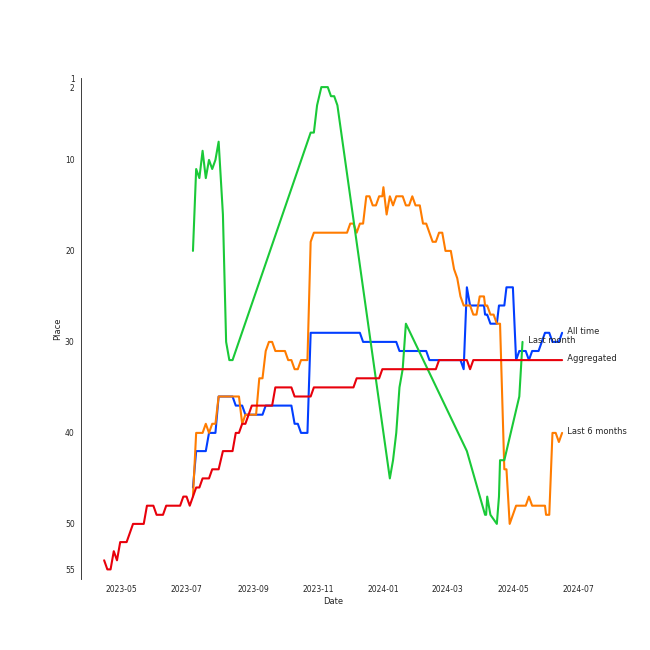 1
2
10
20
30
40
50
55
Place
All time
Last month
Aggregated
Last 6 months
2023-05
2023-07
2023-09
2023-11
2024-01
2024-03
2024-05
2024-07
Date